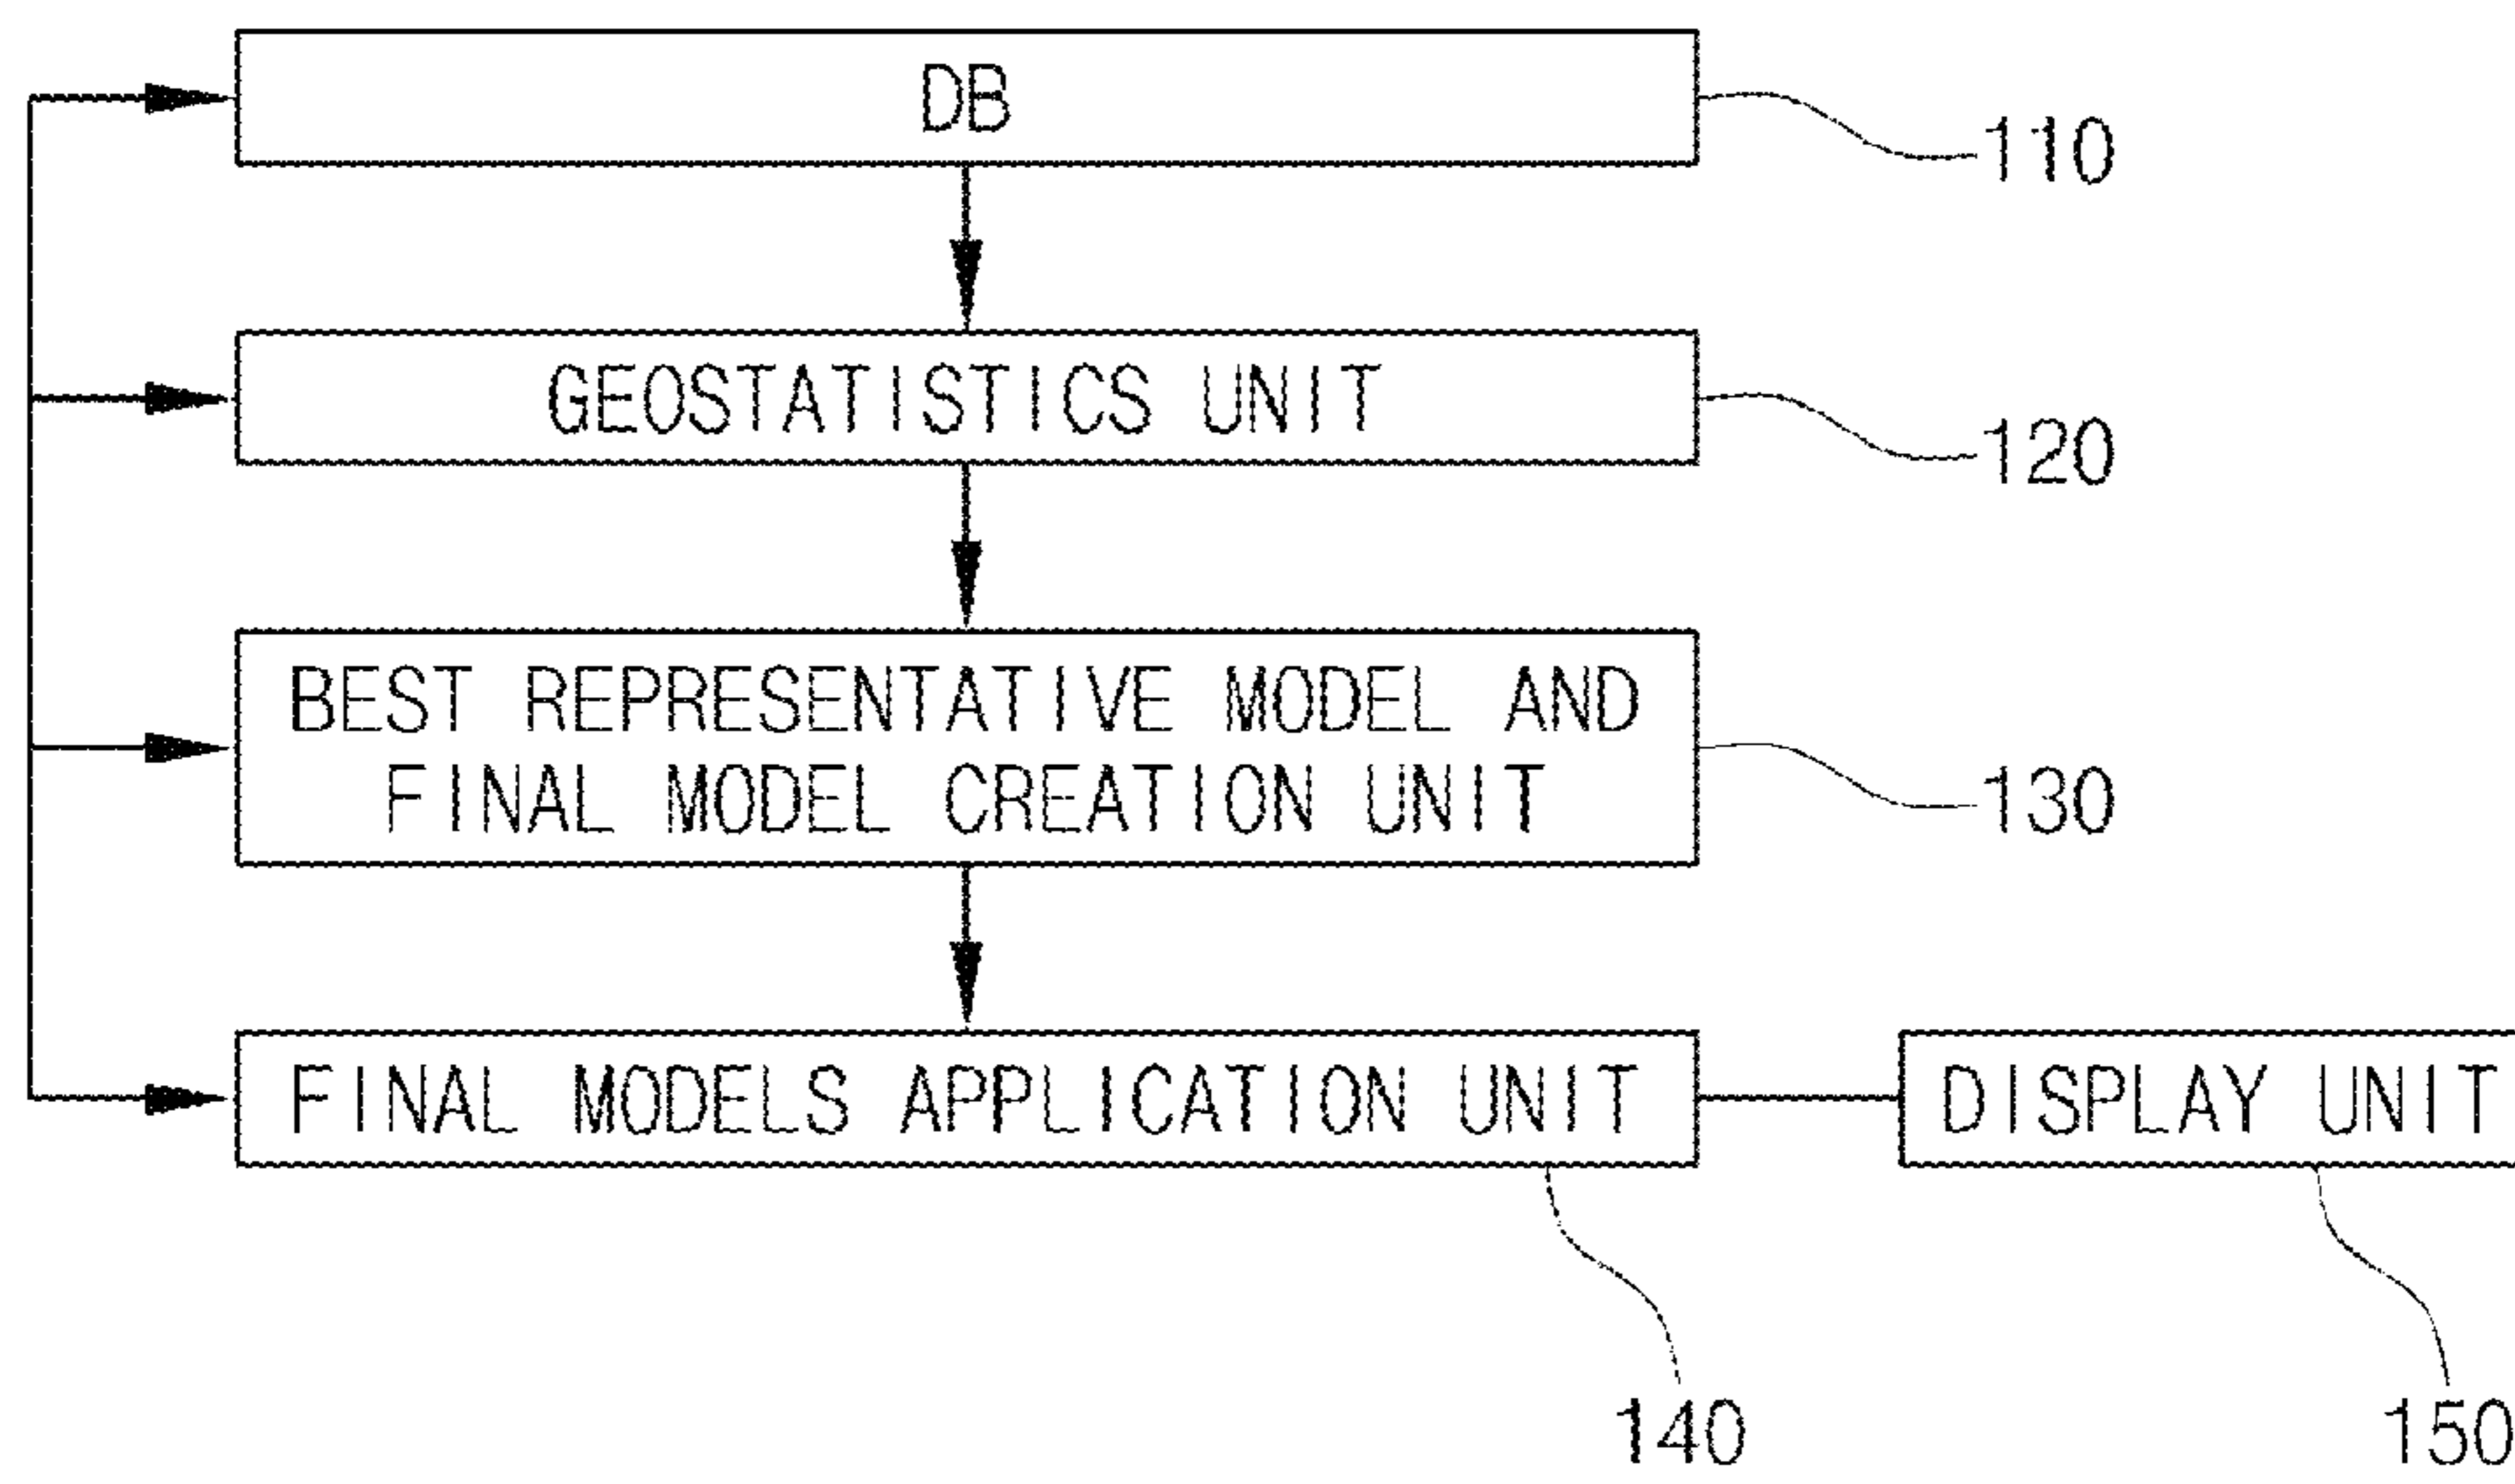 DB
110
GEOSTATISTICS UNIT
120
BEST REPRESENTATIVE MODEL AND
FINAL MODEL CREATION UNIT
130
FINAL MODELS APPLICATION UNIT
DISPLAY UNIT
140
150